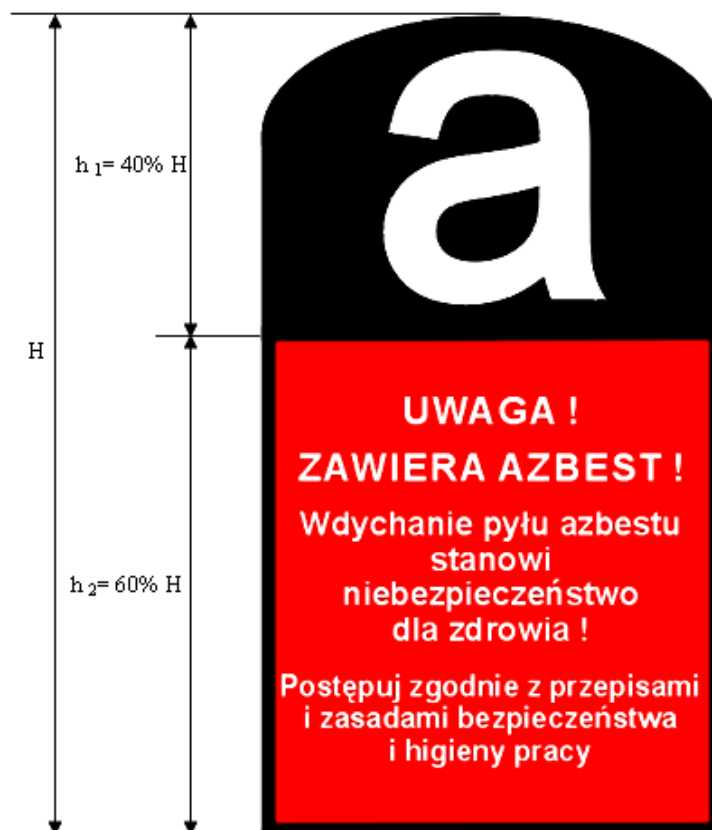 a
h 1= 40% H
H
h 2= 60% H
UWAGA !
ZAWIERA AZBEST !
Wdychanie pyłu azbestu
stanowi
niebezpieczeństwo
dla zdrowia !
Postępuj zgodnie z przepisami
i zasadami bezpieczeństwa
i higieny pracy